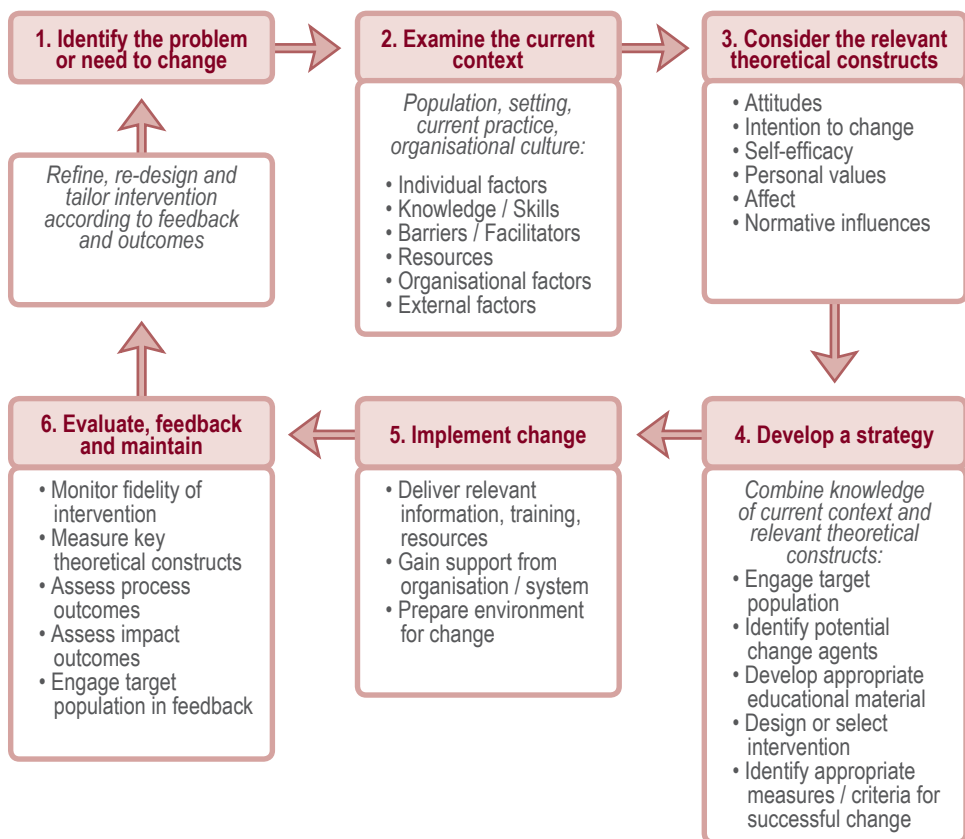 1. Identify the problem
or need to change
2. Examine the current
context
Population, setting,
current practice,
organisational culture:
• Individual factors
• Knowledge / Skills
• Barriers / Facilitators
• Resources
• Organisational factors
• External factors
3. Consider the relevant
theoretical constructs
• Attitudes
• Intention to change
• Self-efficacy
• Personal values
• Affect
• Normative influences
4. Develop a strategy
Combine knowledge
of current context and
relevant theoretical
constructs:
• Engage target
population
• Identify potential
change agents
• Develop appropriate
educational material
• Design or select
intervention
• Identify appropriate
measures / criteria for
successful change
5. Implement change
• Deliver relevant
information, training,
resources
• Gain support from
organisation / system
• Prepare environment
for change
6. Evaluate, feedback
and maintain
• Monitor fidelity of
intervention
• Measure key
theoretical constructs
• Assess process
outcomes
• Assess impact
outcomes
• Engage target
population in feedback
Refine, re-design and
tailor intervention
according to feedback
and outcomes